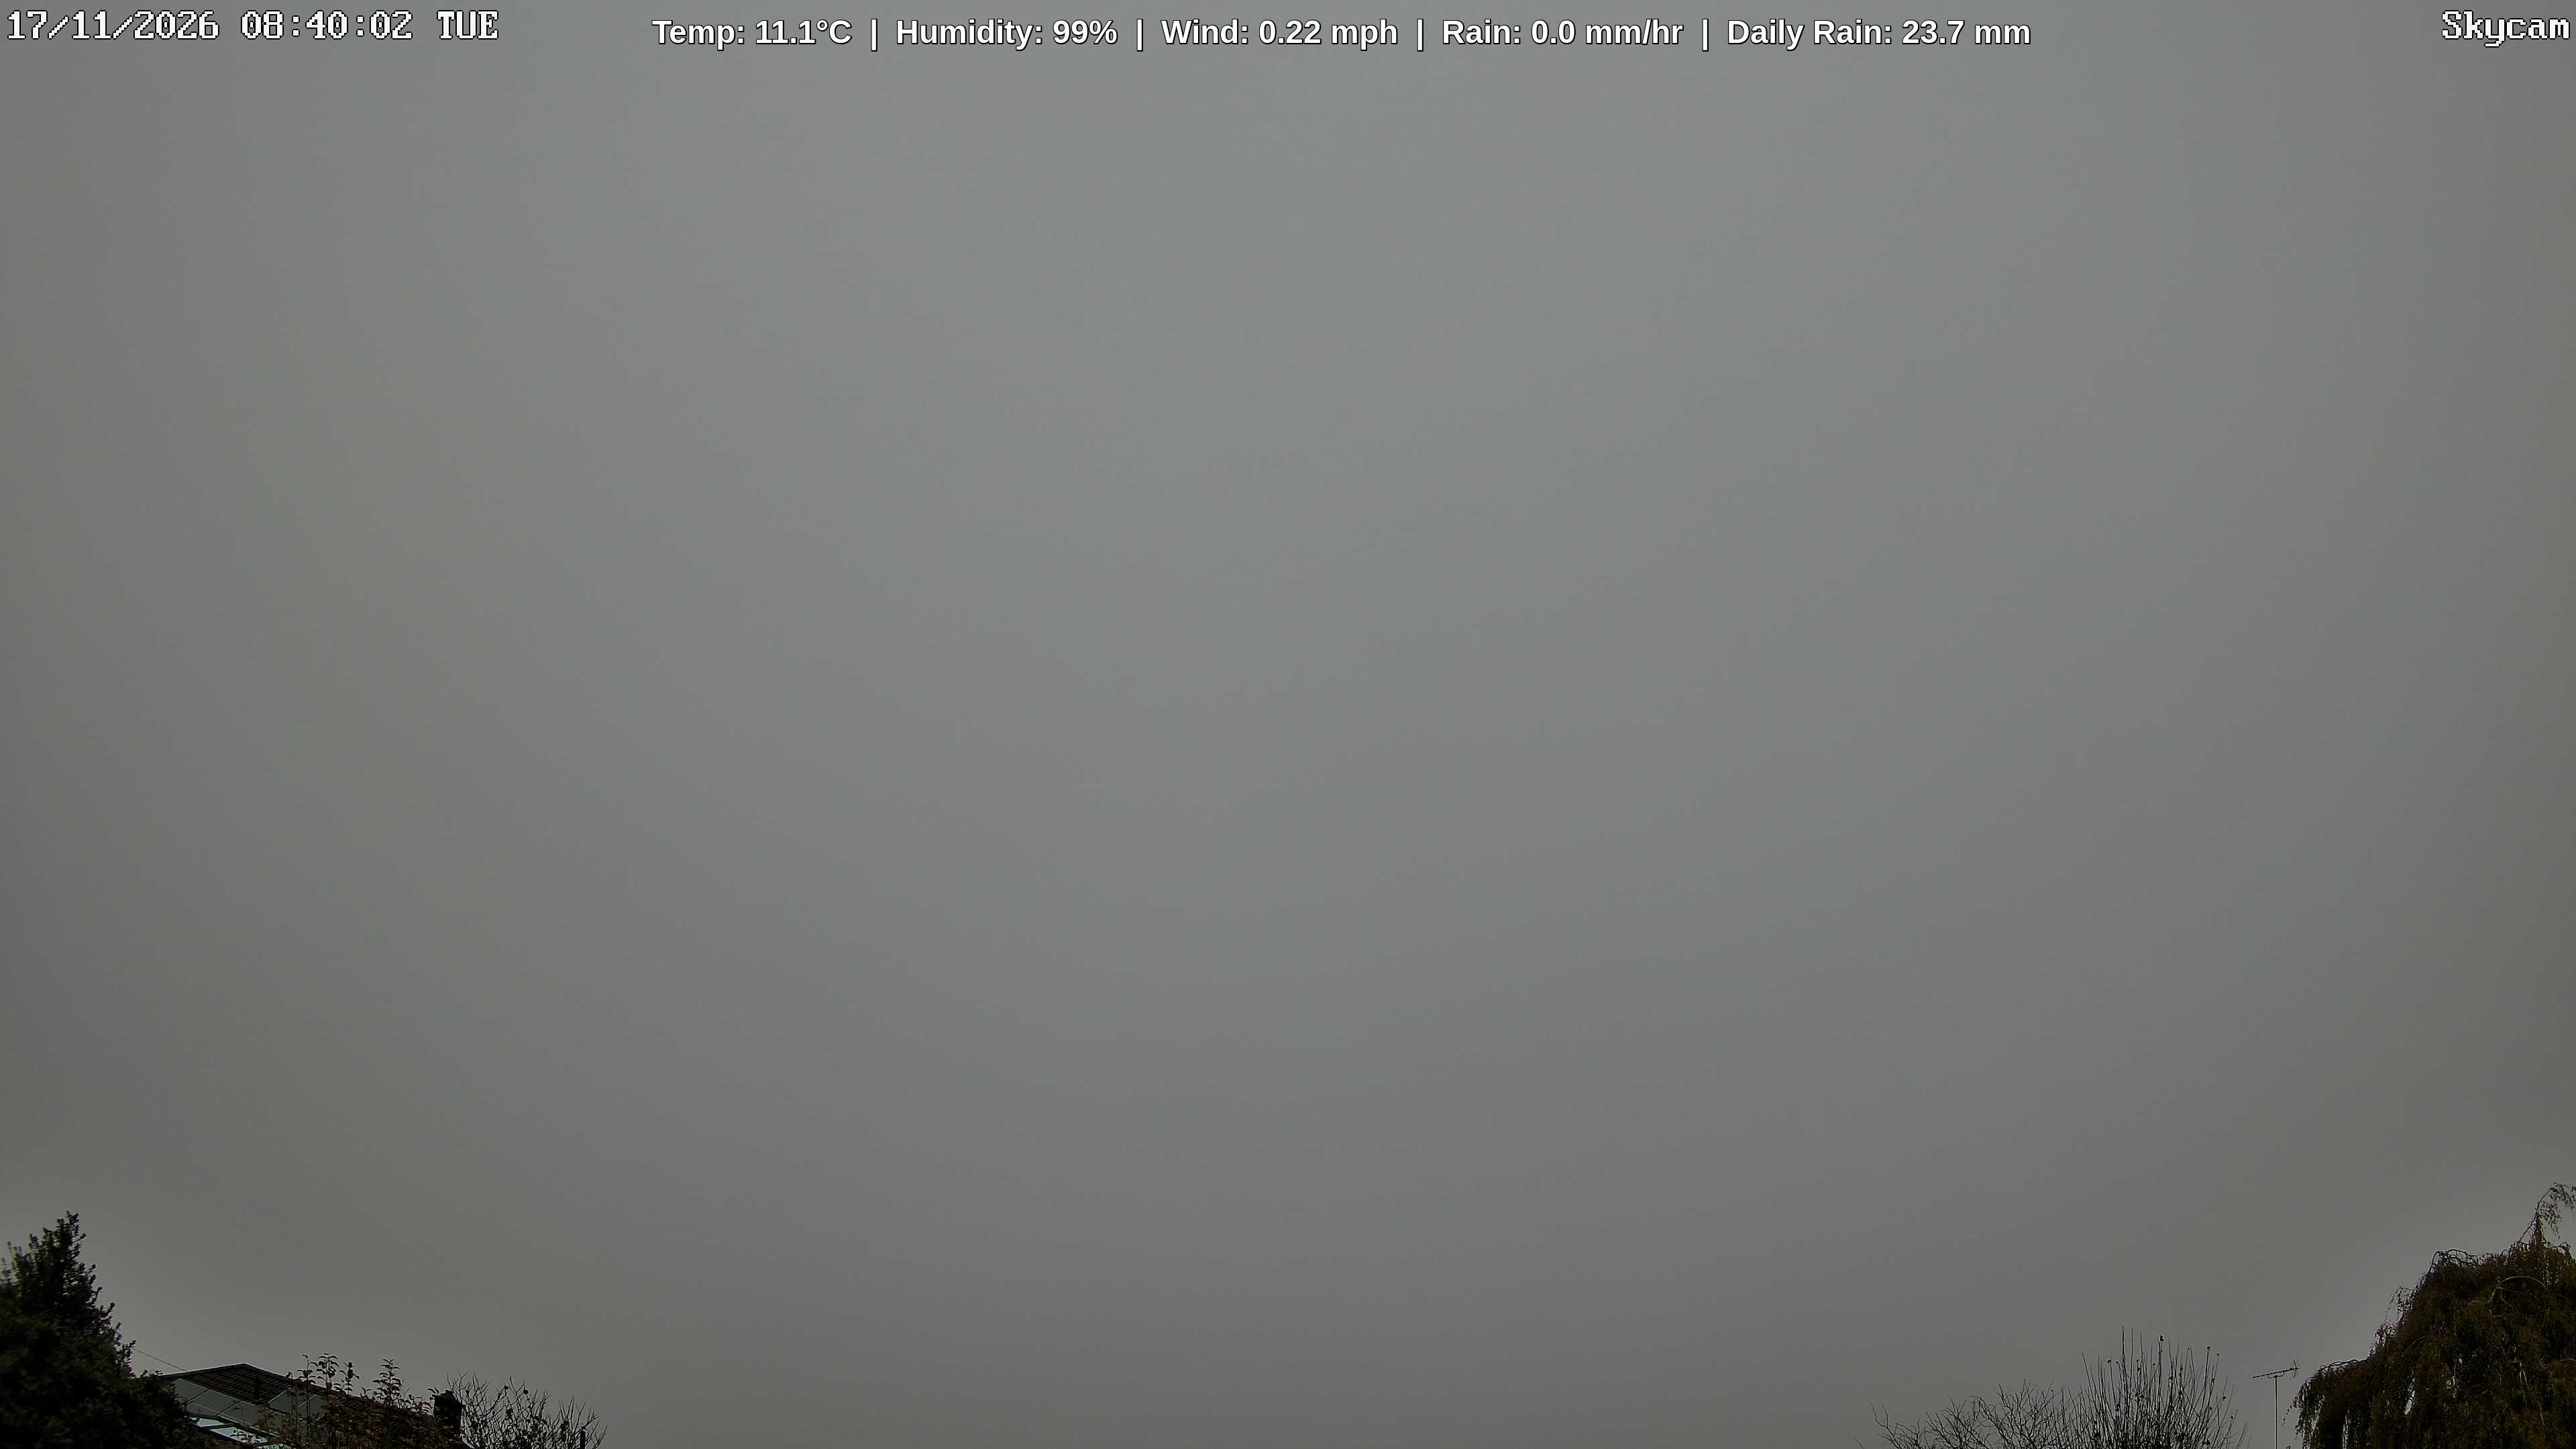 17/11/2026 08:40:02 TUE
Temp: 11.1°C | Humidity: 99% | Wind: 0.22 mph | Rain: 0.0 mm/hr | Daily Rain: 23.7 mm
Skycam